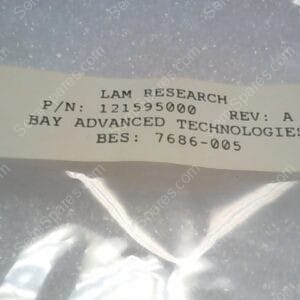 LAM RESEARCH
P/N: 121595000 REV: A
BAY ADVANCED TECHNOLOGIES
BES: 7686-005